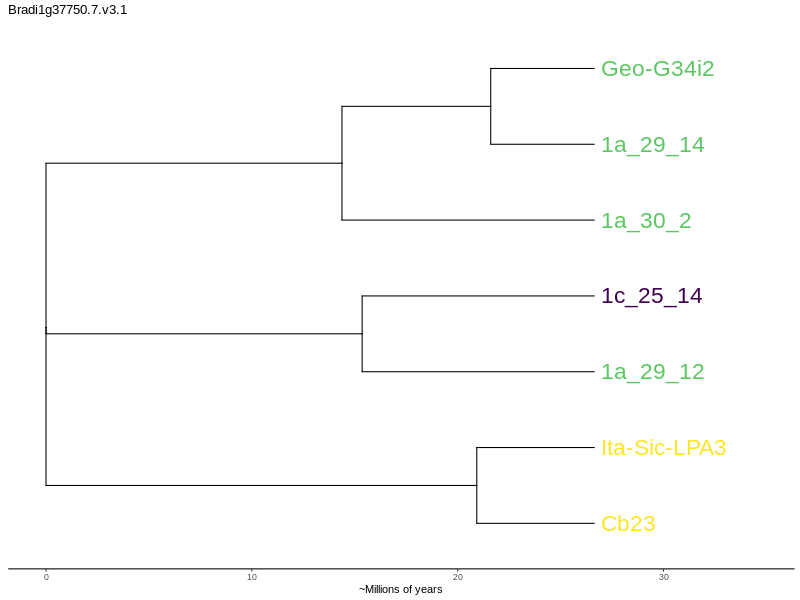 Bradi1g37750.7.v3.1
Geo-G34i2
1a_29_14
1a_30_2
1c_25_14
1a_29_12
Ita-Sic-LPA3
Cb23
0 10 20 30
~Millions of years